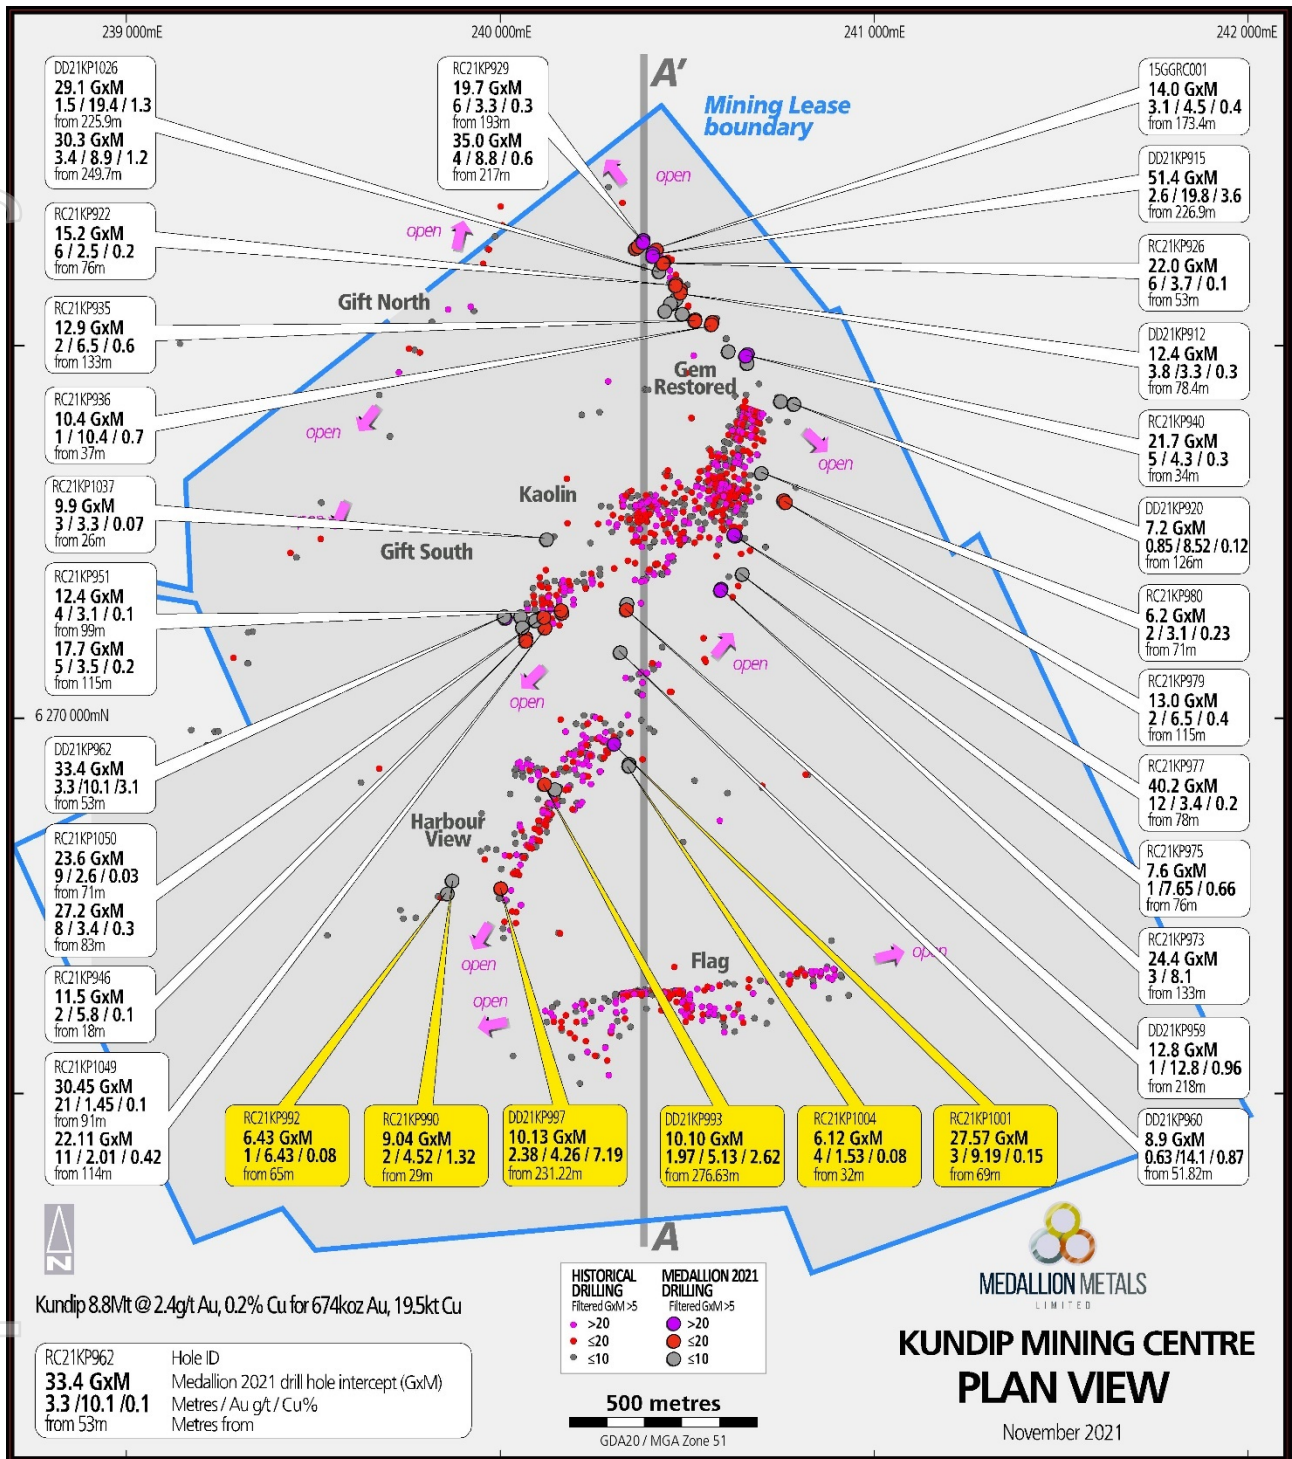 239 000mE
240 000mE
241 000mE
242 000mE
DD21KP1026
29.1 GxM
1.5 / 19.4 / 1.3
from 225.9m
30.3 GxM
3.4 / 8.9 / 1.2
from 249.7m
RC21KP922
15.2 GxM
6 / 2.5 / 0.2
from 76m
RC21KP935
12.9 GxM
2 / 6.5 / 0.6
from 133m
RC21KP936
10.4 GxM
1 / 10.4 / 0.7
from 37m
RC21KP1037
9.9 GxM
3 / 3.3 / 0.07
from 26m
RC21KP951
12.4 GxM
4 / 3.1 / 0.1
from 99m
17.7 GxM
5 / 3.5 / 0.2
from 115m
6 270 000mN
DD21KP962
33.4 GxM
3.3 /10.1 /3.1
from 53m
RC21KP1050
23.6 GxM
9 / 2.6 / 0.03
from 71m
27.2 GxM
8 / 3.4 / 0.3
from 83m
RC21KP946
11.5 GxM
2 / 5.8 / 0.1
from 18m
RC21KP1049
30.45 GxM
21 / 1.45 / 0.1
from 91m
22.11 GxM
11 / 2.01 / 0.42
from 114m
RC21KP929
19.7 GxM
6 / 3.3 / 0.3
from 193m
35.0 GxM
4 / 8.8 / 0.6
from 217m
A'
Mining Lease
boundary
open
open
Gift North
Gem
Restored
open
open
Kaolin
Gift South
open
open
Harbour
View
open
Flag
open
open
15GGRC001
14.0 GxM
3.1 / 4.5 / 0.4
from 173.4m
DD21KP915
51.4 GxM
2.6 / 19.8 / 3.6
from 226.9m
RC21KP926
22.0 GxM
6 / 3.7 / 0.1
from 53m
DD21KP912
12.4 GxM
3.8 /3.3 / 0.3
from 78.4m
RC21KP940
21.7 GxM
5 / 4.3 / 0.3
from 34m
DD21KP920
7.2 GxM
0.85 / 8.52 / 0.12
from 126m
RC21KP980
6.2 GxM
2 / 3.1 / 0.23
from 71m
RC21KP979
13.0 GxM
2 / 6.5 / 0.4
from 115m
RC21KP977
40.2 GxM
12 / 3.4 / 0.2
from 78m
RC21KP975
7.6 GxM
1 /7.65 / 0.66
from 76m
RC21KP973
24.4 GxM
3 / 8.1
from 133m
DD21KP959
12.8 GxM
1 / 12.8 / 0.96
from 218m
DD21KP960
8.9 GxM
0.63 /14.1 / 0.87
from 51.82m
RC21KP992
6.43 GxM
1 / 6.43 / 0.08
from 65m
RC21KP990
9.04 GxM
2 / 4.52 / 1.32
from 29m
DD21KP997
10.13 GxM
2.38 / 4.26 / 7.19
from 231.22m
DD21KP993
10.10 GxM
1.97 / 5.13 / 2.62
from 276.63m
RC21KP1004
6.12 GxM
4 / 1.53 / 0.08
from 32m
RC21KP1001
27.57 GxM
3 / 9.19 / 0.15
from 69m
A
N
Kundip 8.8Mt @ 2.4g/t Au, 0.2% Cu for 674koz Au, 19.5kt Cu
RC21KP962 Hole ID
33.4 GxM Medallion 2021 drill hole intercept (GxM)
3.3 /10.1 /0.1 Metres / Au g/t / Cu%
from 53m Metres from
HISTORICAL
DRILLING
Filtered GxM >5
>20
≤20
≤10
MEDALLION 2021
DRILLING
Filtered GxM >5
>20
≤20
≤10
500 metres
GDA20 / MGA Zone 51
MEDALLION METALS
LIMITED
KUNDIP MINING CENTRE
PLAN VIEW
November 2021